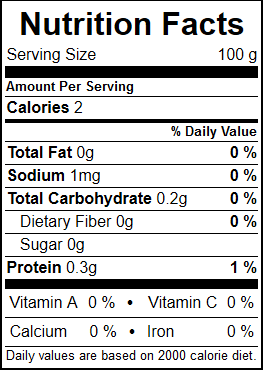 Nutrition Facts
Serving Size 100 g
Amount Per Serving
Calories 2
% Daily Value
Total Fat 0g 0 %
Sodium 1mg 0 %
Total Carbohydrate 0.2g 0 %
Dietary Fiber 0g 0 %
Sugar 0g
Protein 0.3g 1 %
Vitamin A 0 % • Vitamin C 0 %
Calcium 0 % • Iron 0 %
Daily values are based on 2000 calorie diet.